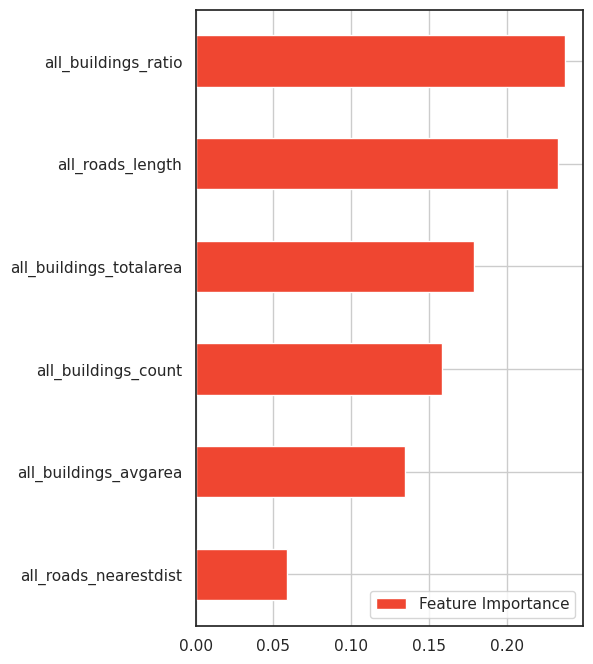 all_buildings_ratio
all_roads_length
all_buildings_totalarea
all_buildings_count
all_buildings_avgarea
all_roads_nearestdist
Feature Importance
0.00 0.05 0.10 0.15 0.20